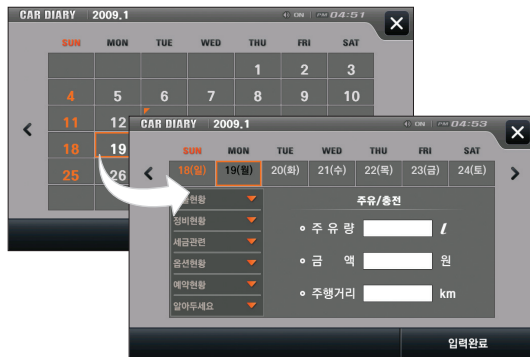 CAR DIARY 2009.1 ON PM 04:51
SUN MON TUE WED THU FRI SAT
1 2 3
4 5 6 7 8 9 10
11 12
18 19
25 26
CAR DIARY 2009.1 ON PM 04:53
SUN MON TUE WED THU FRI SAT
18(일) 19(월) 20(화) 21(수) 22(목) 23(금) 24(토)
현황
주유/충전
정비현황
주 유 량 ℓ
세금관련
옵션현황
금 액 원
예약현황
주행거리 km
알아두세요
입력완료